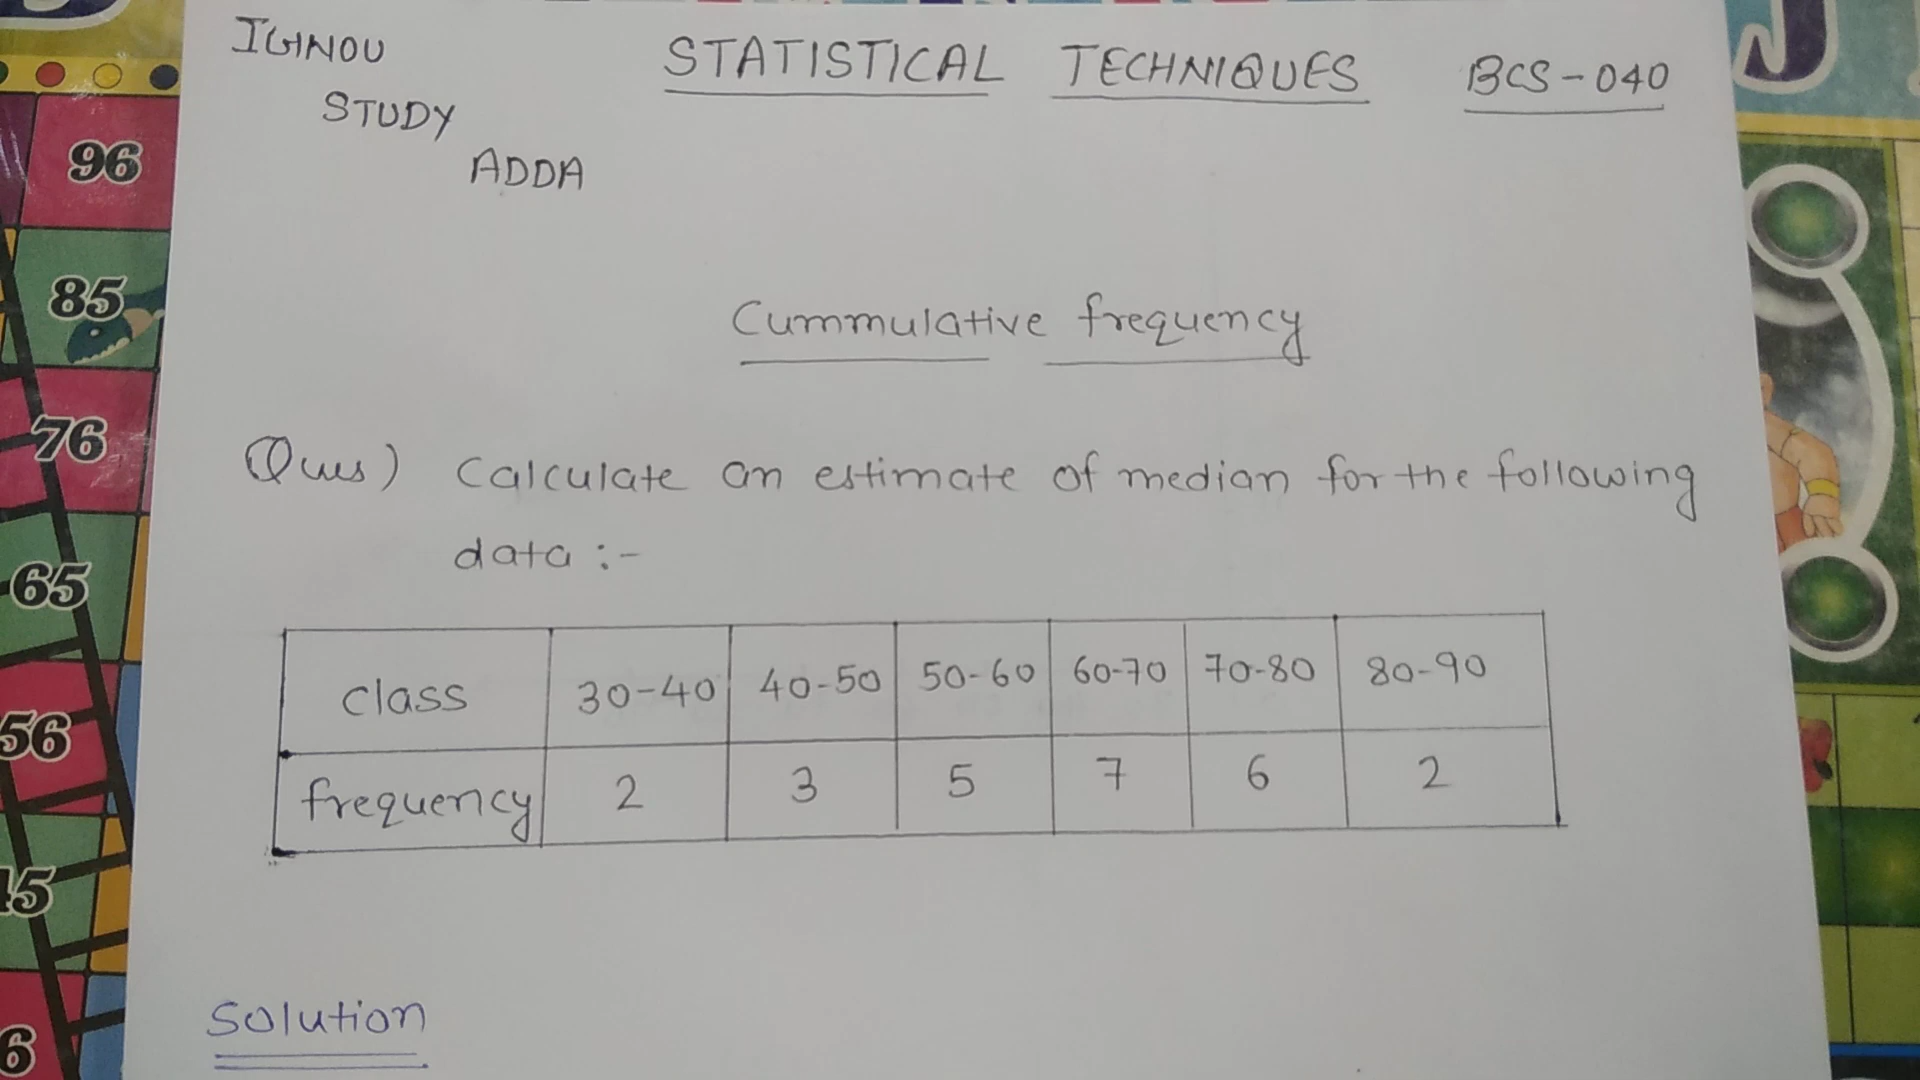 IGNOU
STUDY
ADDA
STATISTICAL TECHNIQUES BCS-040
Cummulative frequency
Ques) Calculate an estimate of median for the following
data :-
class 30-40 40-50 50-60 60-70 70-80 80-90
frequency 2 3 5 7 6 2
Solution
96
85
76
65
56
45
6